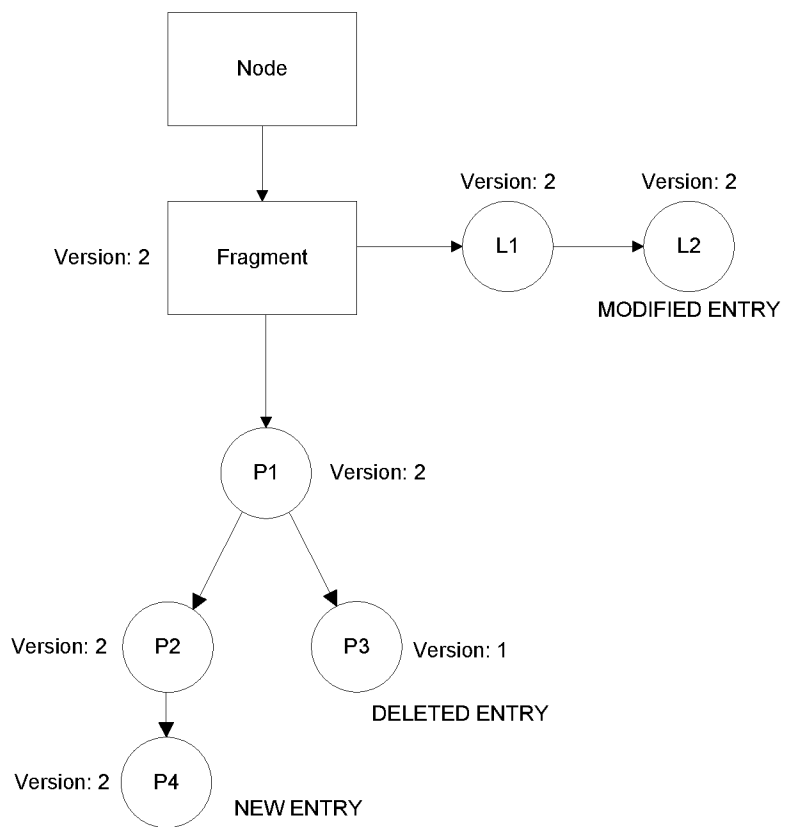 Node
Version: 2
Version: 2
Version: 2
Fragment
L1
L2
MODIFIED ENTRY
P1
Version: 2
Version: 2
P2
P3
Version: 1
DELETED ENTRY
Version: 2
P4
NEW ENTRY